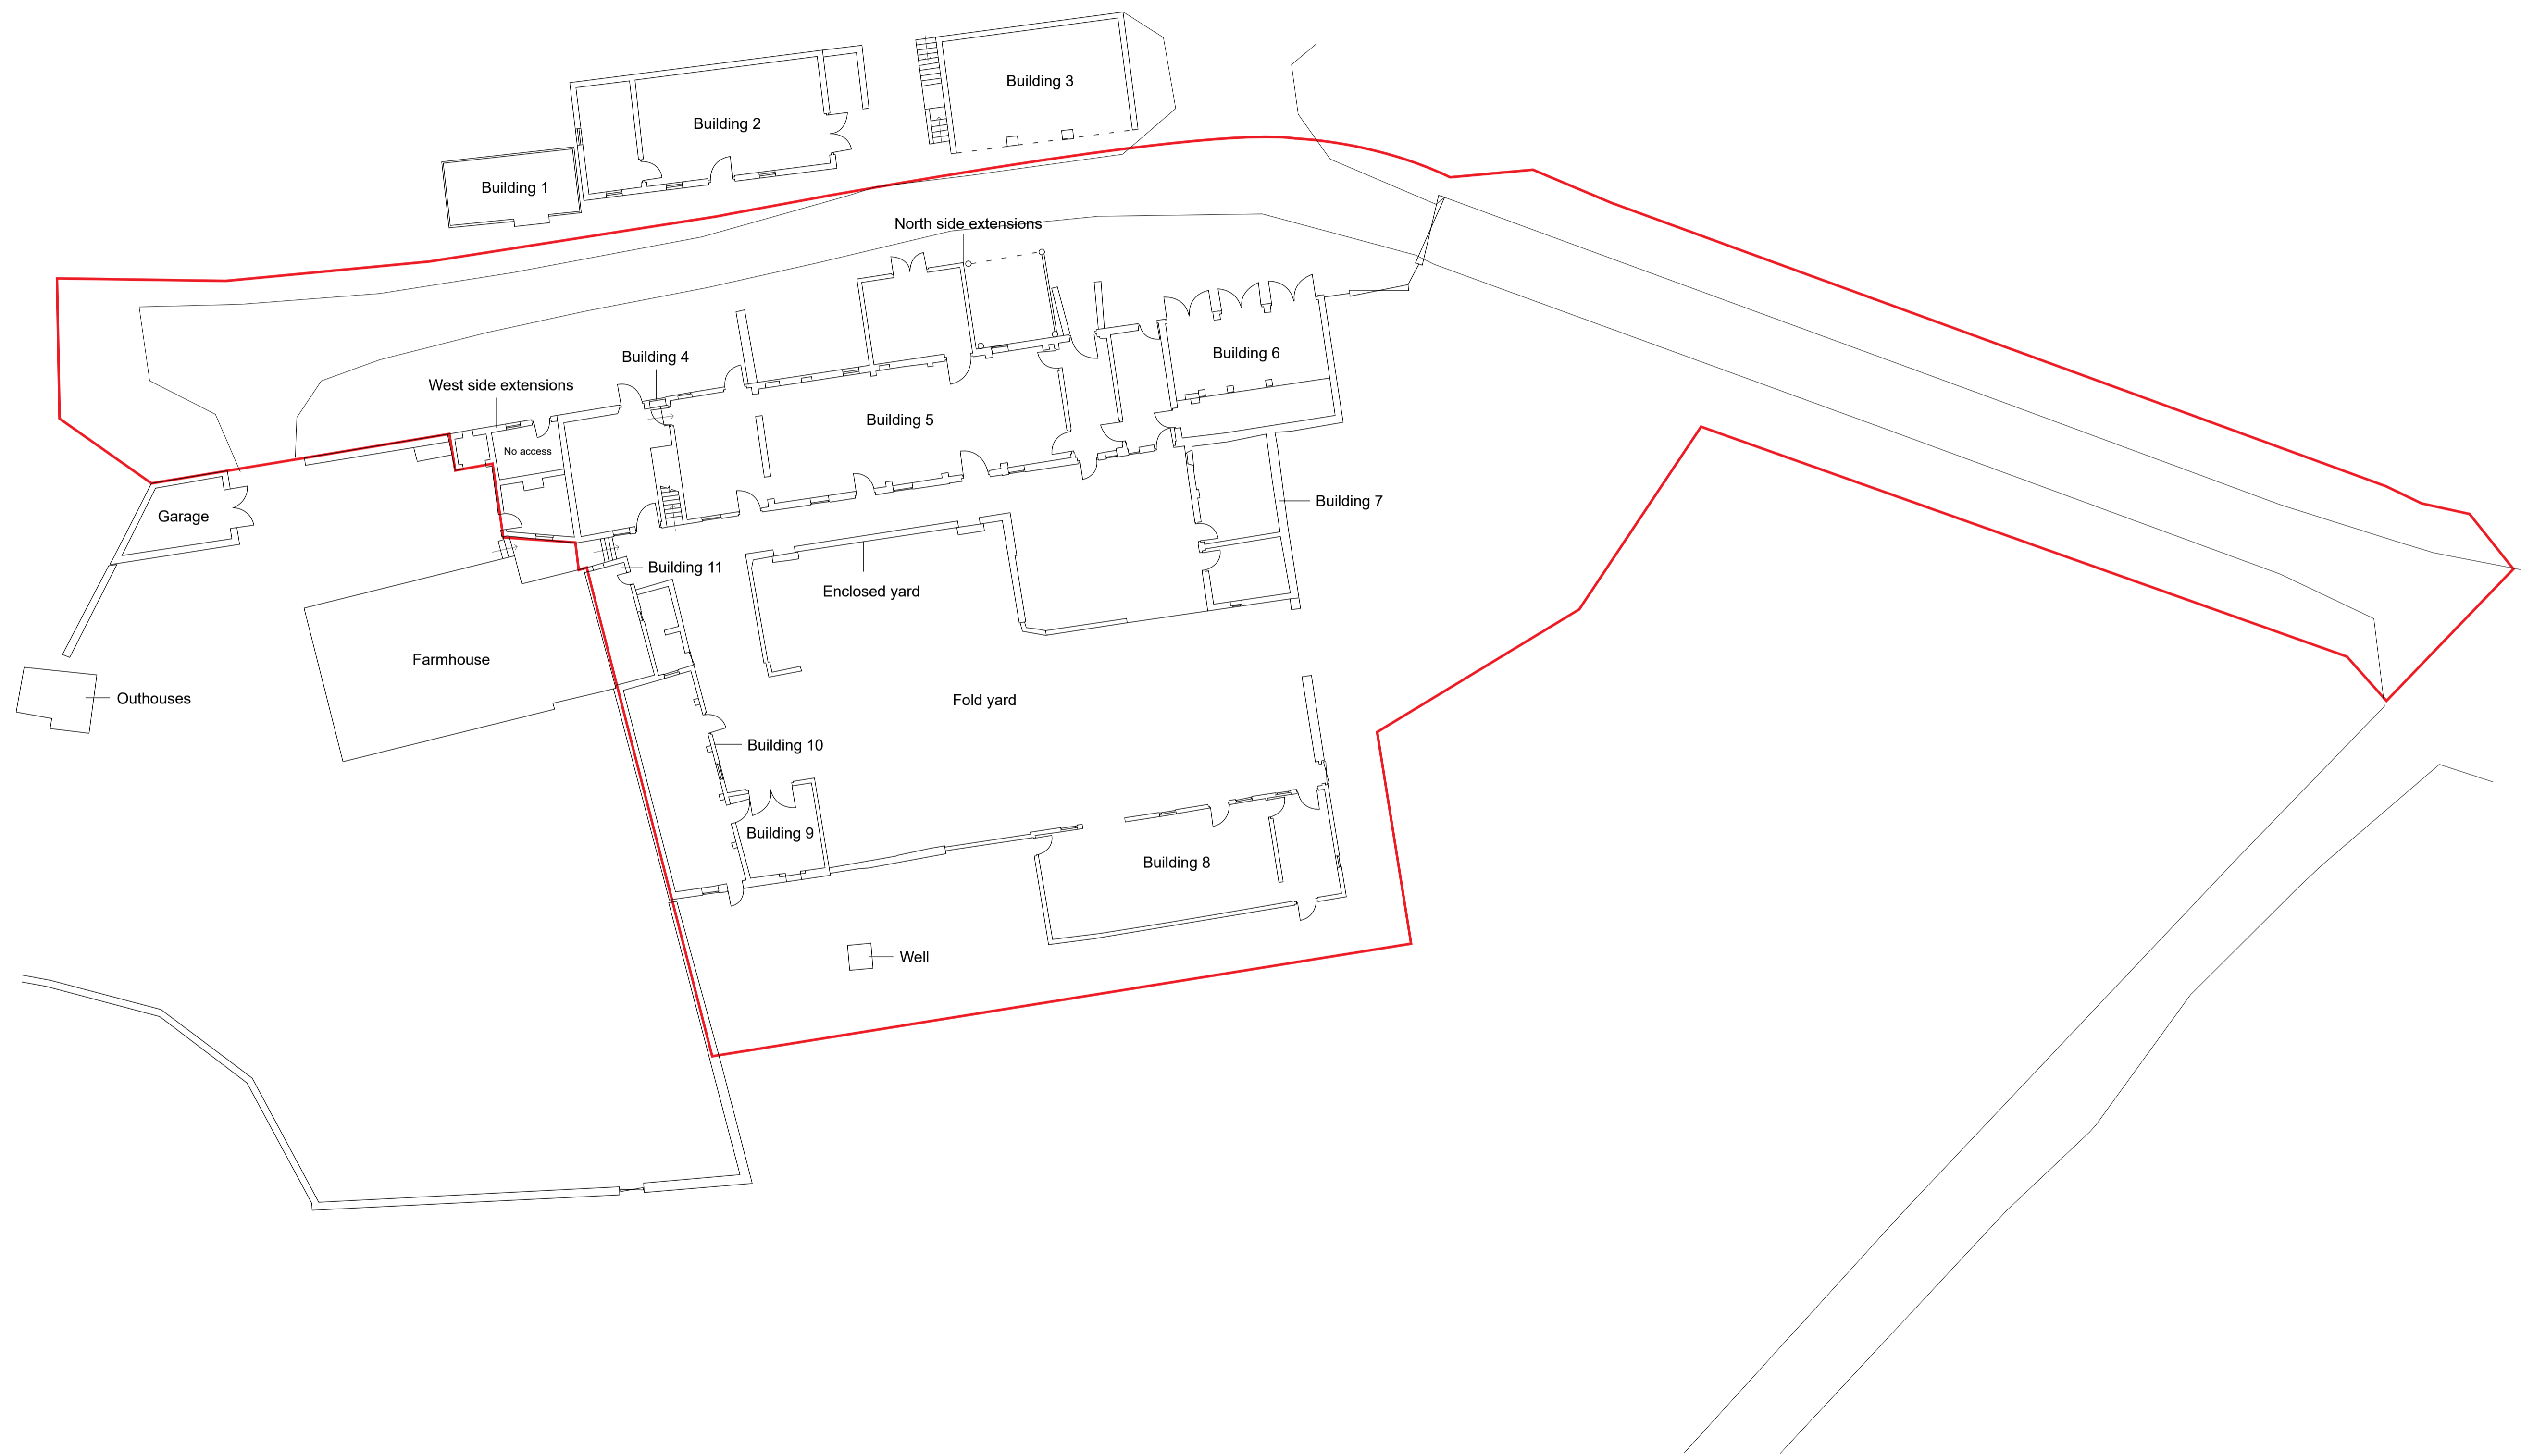 Building 3
Building 2
Building 1
North side extensions
Building 4
Building 6
West side extensions
Building 5
No access
Building 7
Garage
Building 11
Enclosed yard
Farmhouse
Outhouses
Fold yard
Building 10
Building 9
Building 8
Well